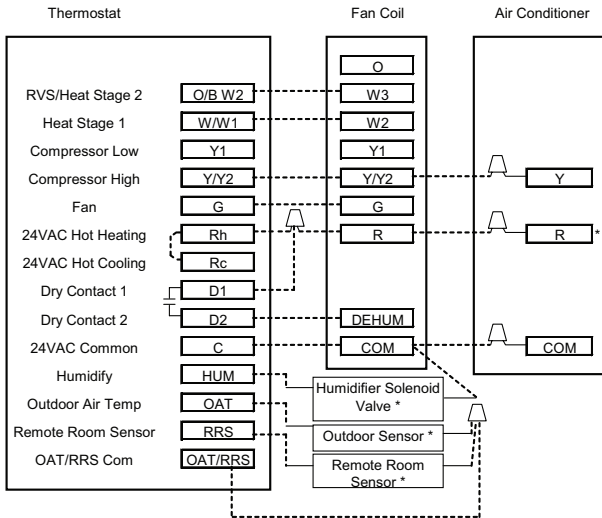 Thermostat Fan Coil Air Conditioner
O
RVS/Heat Stage 2 O/B W2 W3
Heat Stage 1 W/W1 W2
Compressor Low Y1 Y1
Compressor High Y/Y2 Y/Y2 Y
Fan G G
24VAC Hot Heating Rh R R *
24VAC Hot Cooling Rc
Dry Contact 1 D1
Dry Contact 2 D2 DEHUM
24VAC Common C COM COM
Humidify HUM
Humidifier Solenoid
Valve *
Outdoor Air Temp OAT
Outdoor Sensor *
Remote Room Sensor RRS
Remote Room
Sensor *
OAT/RRS Com OAT/RRS